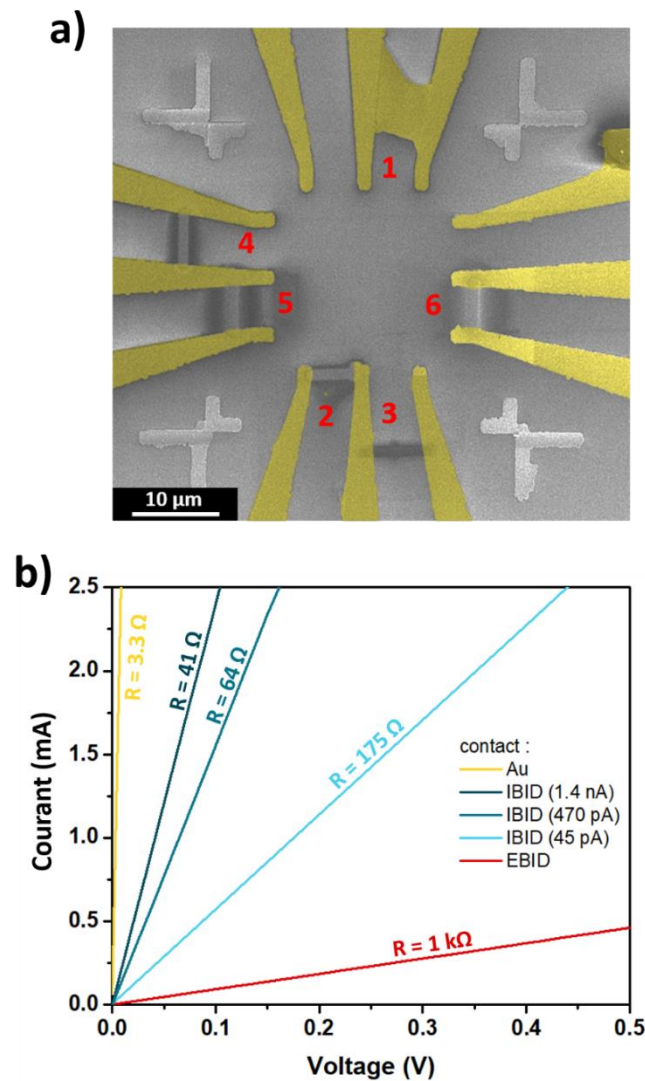 a)
1
4
5
6
2
3
10 µm
b)
2.5
2.0
1.5
1.0
0.5
0.0
Courant (mA)
R = 3.3 Ω
R = 41 Ω
R = 64 Ω
R = 175 Ω
R = 1 kΩ
contact :
Au
IBID (1.4 nA)
IBID (470 pA)
IBID (45 pA)
EBID
0.0 0.1 0.2 0.3 0.4 0.5
Voltage (V)